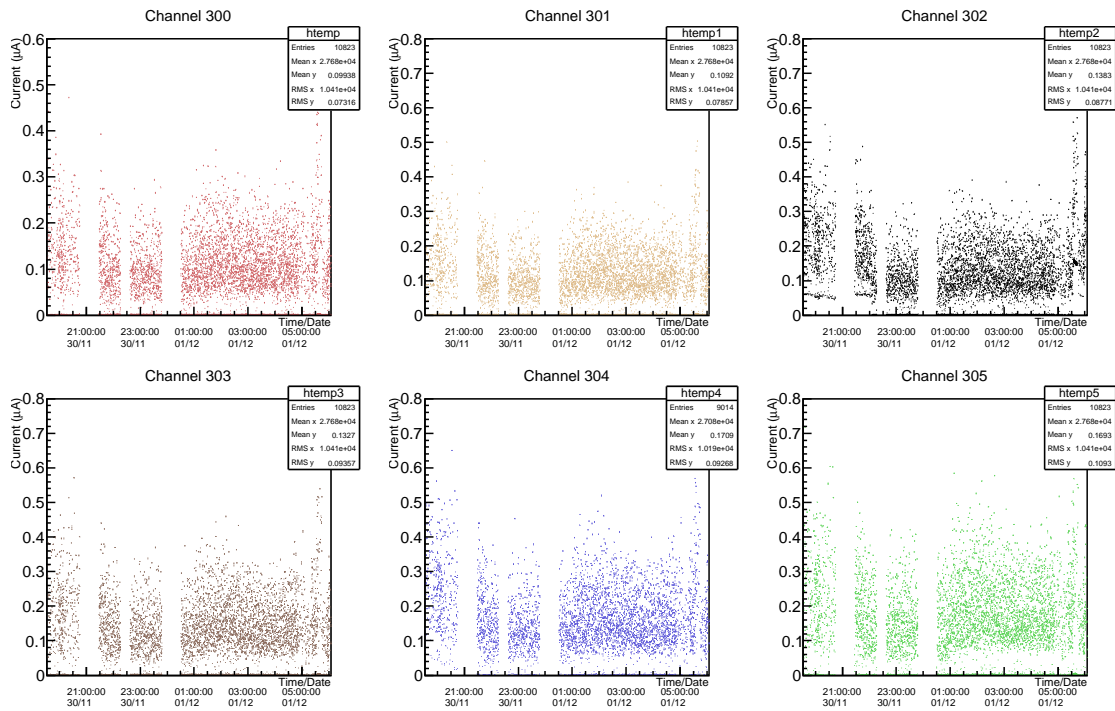 Channel 300
Current (µA)
0.6
0.5
0.4
0.3
0.2
0.1
0
htemp
Entries 10823
Mean x 2.768e+04
Mean y 0.09938
RMS x 1.041e+04
RMS y 0.07316
Time/Date
21:00:00 23:00:00 01:00:00 03:00:00 05:00:00
30/11 30/11 01/12 01/12 01/12
Channel 301
Current (µA)
0.8
0.7
0.6
0.5
0.4
0.3
0.2
0.1
0
htemp1
Entries 10823
Mean x 2.768e+04
Mean y 0.1092
RMS x 1.041e+04
RMS y 0.07857
Time/Date
21:00:00 23:00:00 01:00:00 03:00:00 05:00:00
30/11 30/11 01/12 01/12 01/12
Channel 302
Current (µA)
0.8
0.7
0.6
0.5
0.4
0.3
0.2
0.1
0
htemp2
Entries 10823
Mean x 2.768e+04
Mean y 0.1383
RMS x 1.041e+04
RMS y 0.08771
Time/Date
21:00:00 23:00:00 01:00:00 03:00:00 05:00:00
30/11 30/11 01/12 01/12 01/12
Channel 303
Current (µA)
0.8
0.7
0.6
0.5
0.4
0.3
0.2
0.1
0
htemp3
Entries 10823
Mean x 2.768e+04
Mean y 0.1327
RMS x 1.041e+04
RMS y 0.09357
Time/Date
21:00:00 23:00:00 01:00:00 03:00:00 05:00:00
30/11 30/11 01/12 01/12 01/12
Channel 304
Current (µA)
0.8
0.7
0.6
0.5
0.4
0.3
0.2
0.1
0
htemp4
Entries 9014
Mean x 2.708e+04
Mean y 0.1709
RMS x 1.019e+04
RMS y 0.09268
Time/Date
21:00:00 23:00:00 01:00:00 03:00:00 05:00:00
30/11 30/11 01/12 01/12 01/12
Channel 305
Current (µA)
0.8
0.7
0.6
0.5
0.4
0.3
0.2
0.1
0
htemp5
Entries 10823
Mean x 2.768e+04
Mean y 0.1693
RMS x 1.041e+04
RMS y 0.1093
Time/Date
21:00:00 23:00:00 01:00:00 03:00:00 05:00:00
30/11 30/11 01/12 01/12 01/12